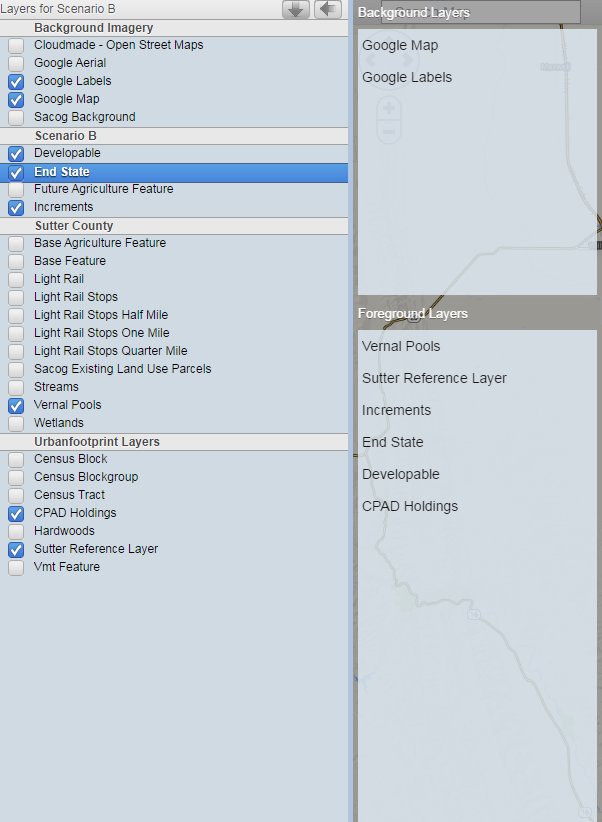 Layers for Scenario B
Background Imagery
Cloudmade - Open Street Maps
Google Aerial
Google Labels
Google Map
Sacog Background
Scenario B
Developable
End State
Future Agriculture Feature
Increments
Sutter County
Base Agriculture Feature
Base Feature
Light Rail
Light Rail Stops
Light Rail Stops Half Mile
Light Rail Stops One Mile
Light Rail Stops Quarter Mile
Sacog Existing Land Use Parcels
Streams
Vernal Pools
Wetlands
Urbanfootprint Layers
Census Block
Census Blockgroup
Census Tract
CPAD Holdings
Hardwoods
Sutter Reference Layer
Vmt Feature
Background Layers
Google Map
Google Labels
Foreground Layers
Vernal Pools
Sutter Reference Layer
Increments
End State
Developable
CPAD Holdings